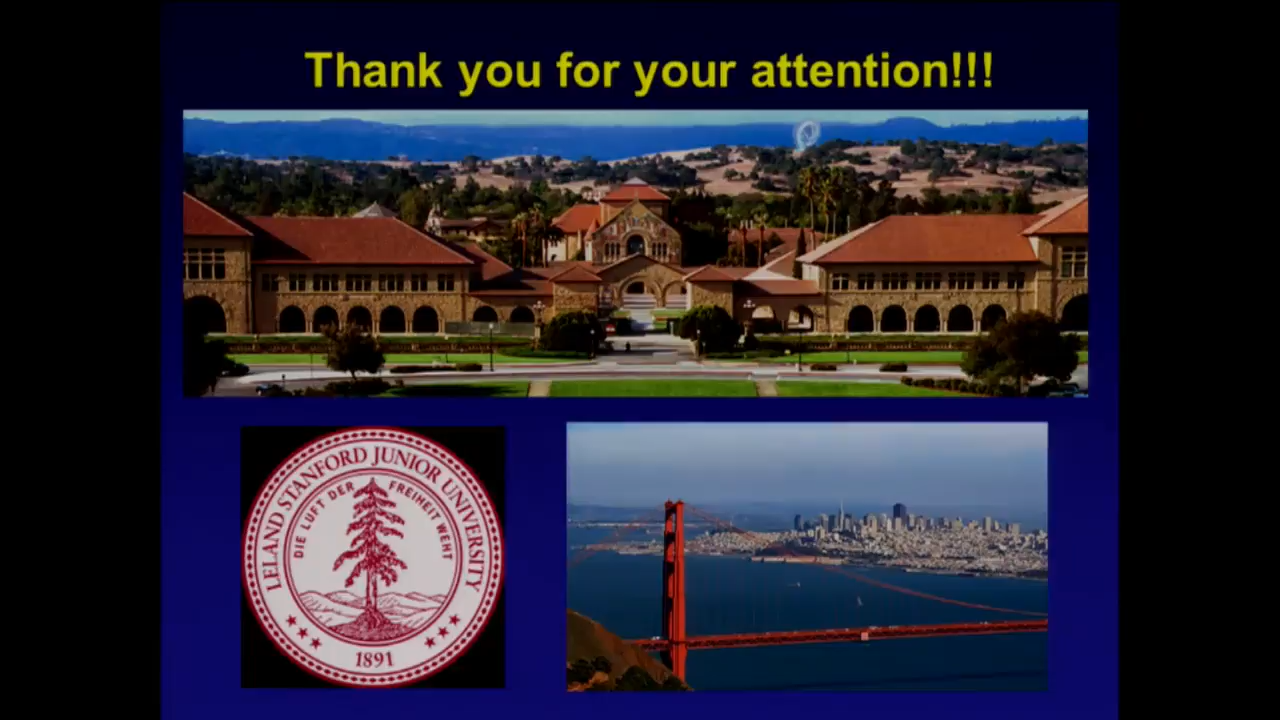 Thank you for your attention!!!
LELAND STANFORD JUNIOR UNIVERSITY
DIE LUFT DER FREIHEIT WEHT
1891